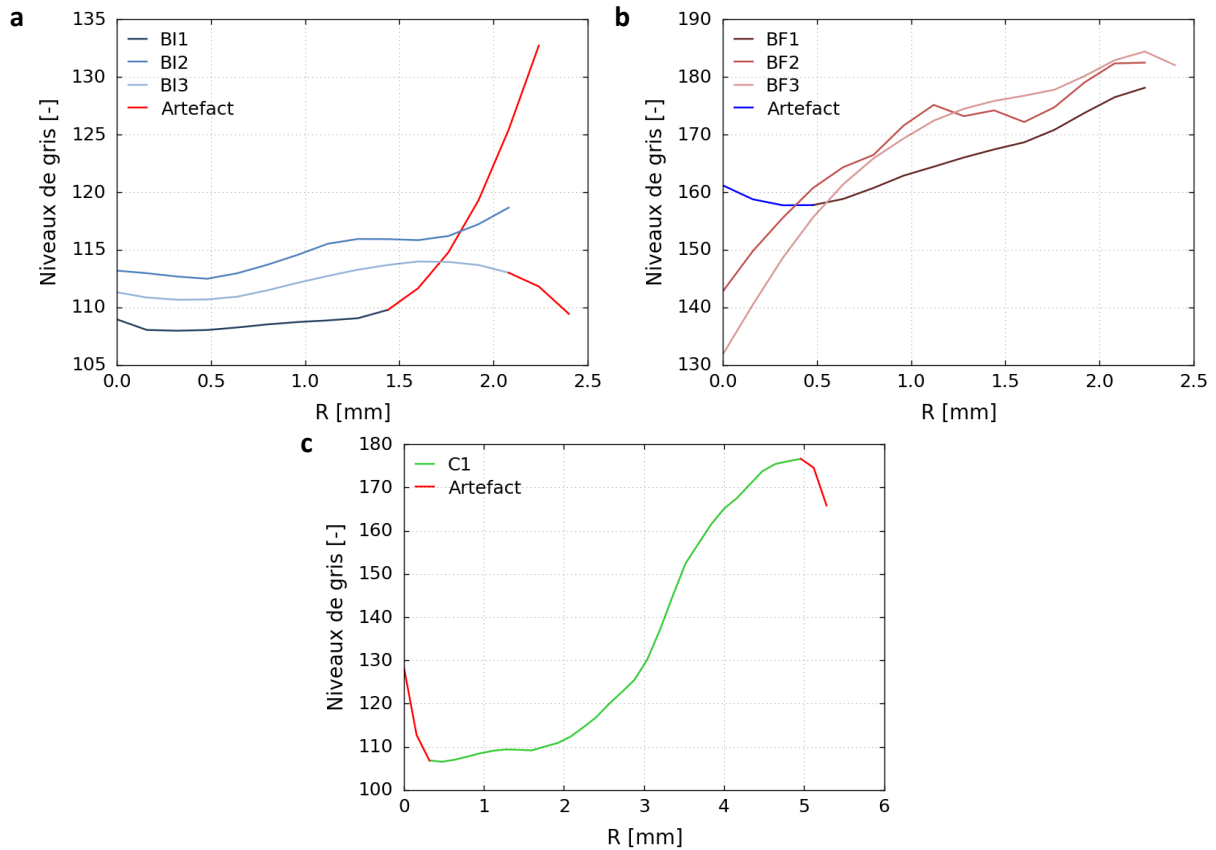 a
135
130
125
120
115
110
105
Niveaux de gris [-]
BI1
BI2
BI3
Artefact
0.0 0.5 1.0 1.5 2.0 2.5
R [mm]
b
190
180
170
160
150
140
130
Niveaux de gris [-]
BF1
BF2
BF3
Artefact
0.0 0.5 1.0 1.5 2.0 2.5
R [mm]
c
180
170
160
150
140
130
120
110
100
Niveaux de gris [-]
C1
Artefact
0 1 2 3 4 5 6
R [mm]